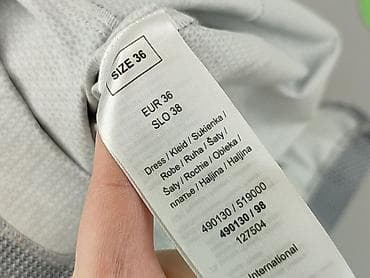 SIZE 36
EUR 36
SLO 38
Dress / Kleid / Sukienka /
Robe / Ruha / Šaty /
Šaty / Rochie / Obleka /
платье / Haljina / Haljina
490130 / 519000
490130 / 98
127504
International